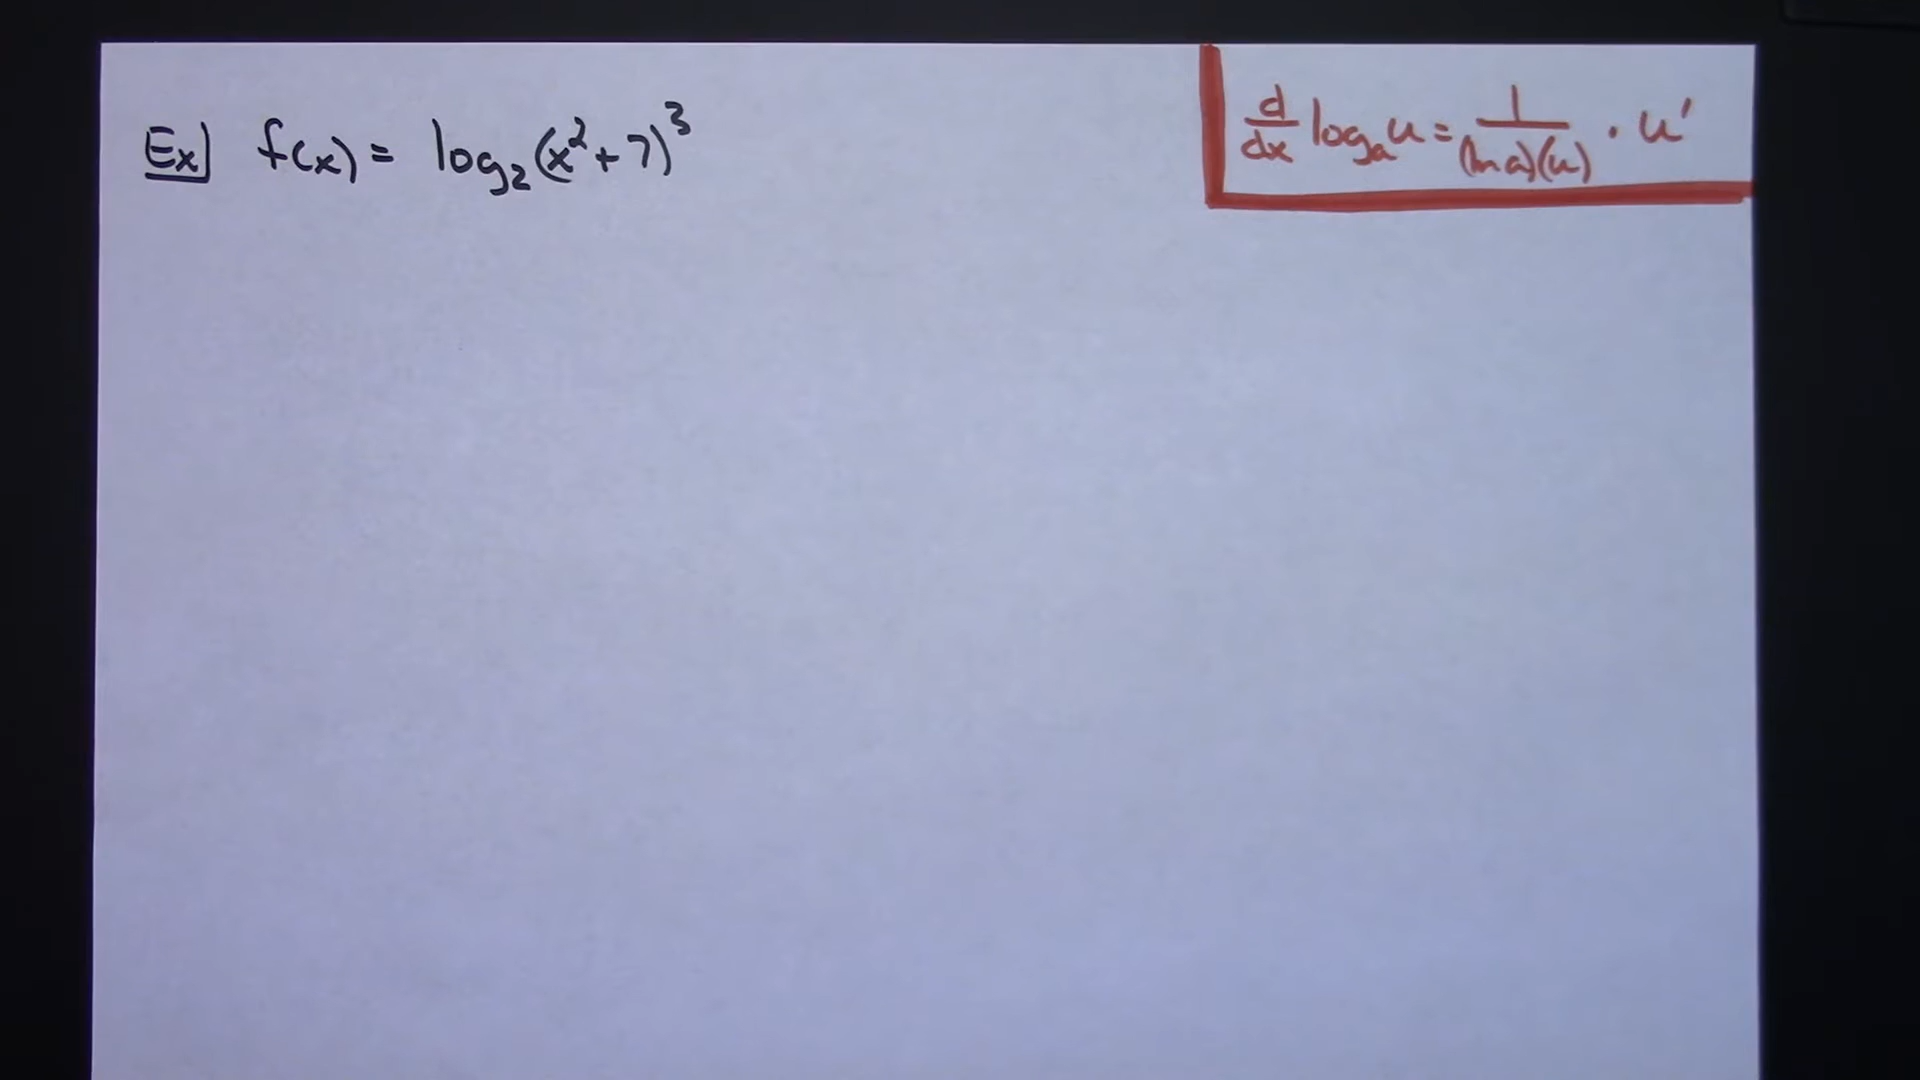 Ex) f(x) = log₂(x²+7)³
d/dx logₐu = 1/((ln a)(u)) · u'